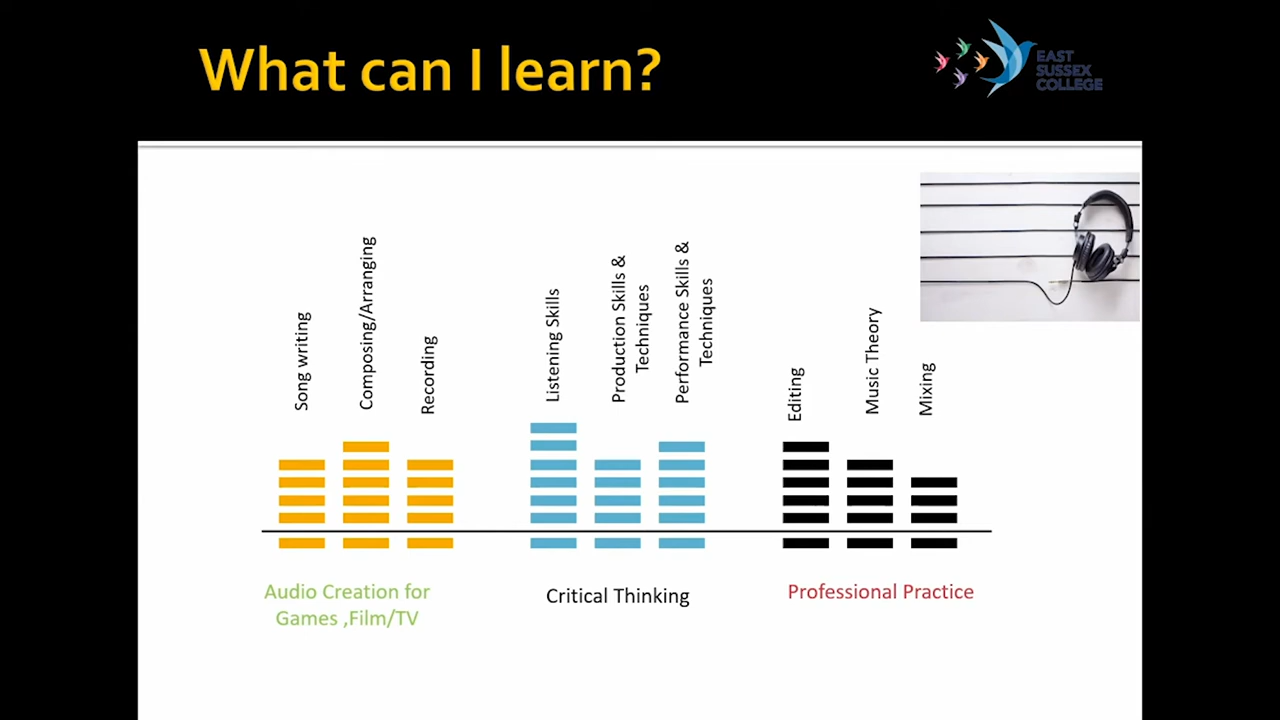 What can I learn?
EAST
SUSSEX
COLLEGE
Song writing
Composing/Arranging
Recording
Listening Skills
Production Skills &
Techniques
Performance Skills &
Techniques
Editing
Music Theory
Mixing
Audio Creation for
Games ,Film/TV
Critical Thinking
Professional Practice